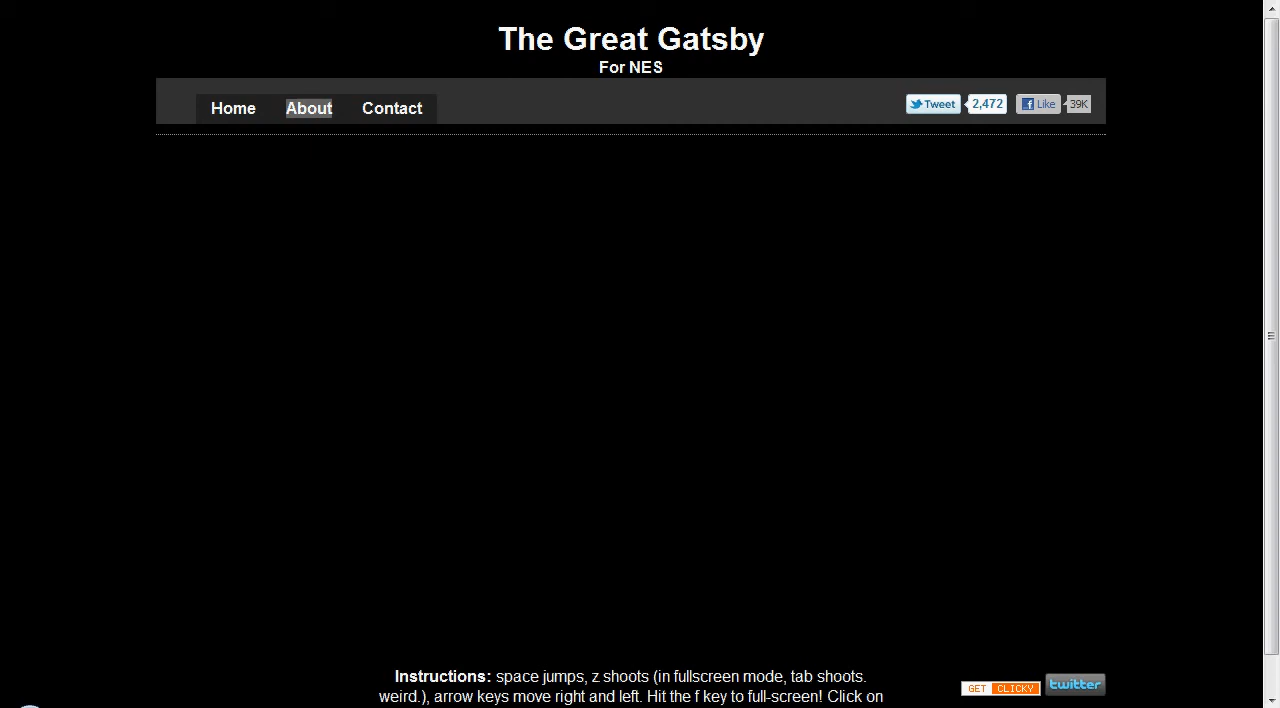 The Great Gatsby
For NES
Home About Contact
Tweet 2,472 Like 39K
Instructions: space jumps, z shoots (in fullscreen mode, tab shoots.
weird.), arrow keys move right and left. Hit the f key to full-screen! Click on
GET CLICKY twitter